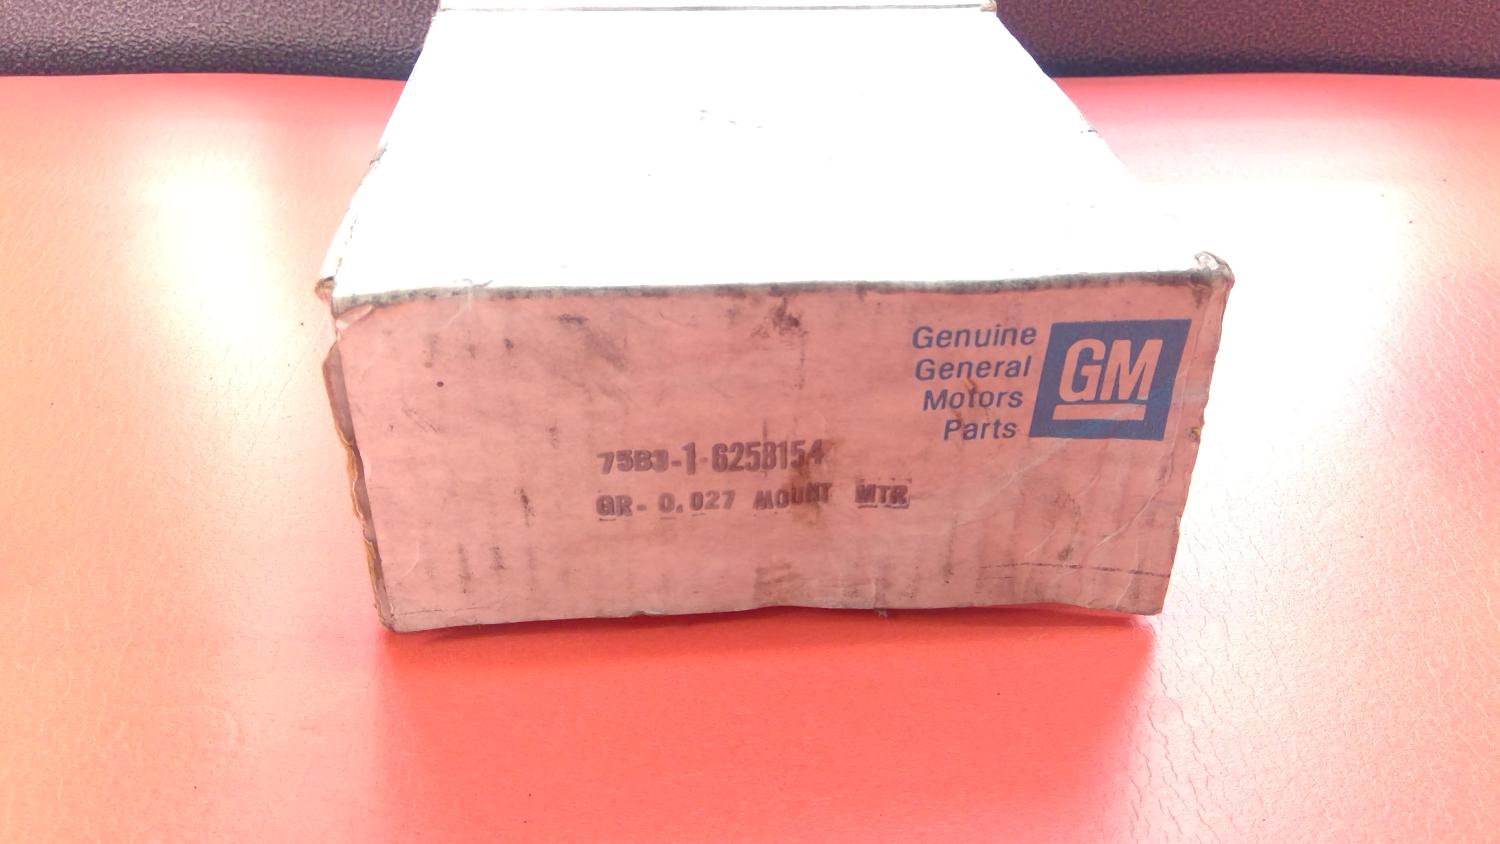 Genuine
General
Motors
Parts
GM
75B3-1-6258154
GR- 0.027 MOUNT MTR